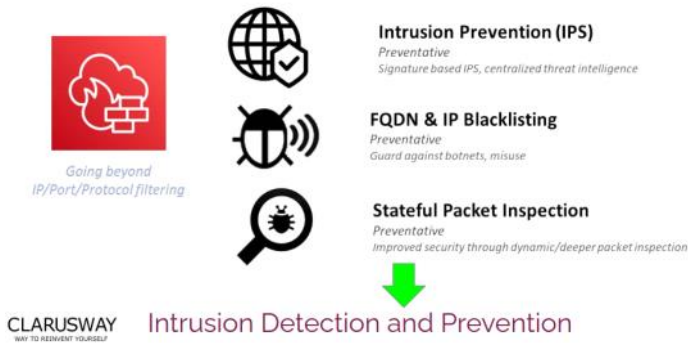 Intrusion Prevention (IPS)
Preventative
Signature based IPS, centralized threat intelligence
FQDN & IP Blacklisting
Preventative
Guard against botnets, misuse
Going beyond
IP/Port/Protocol filtering
Stateful Packet Inspection
Preventative
Improved security through dynamic/deeper packet inspection
CLARUSWAY
WAY TO REINVENT YOURSELF
Intrusion Detection and Prevention